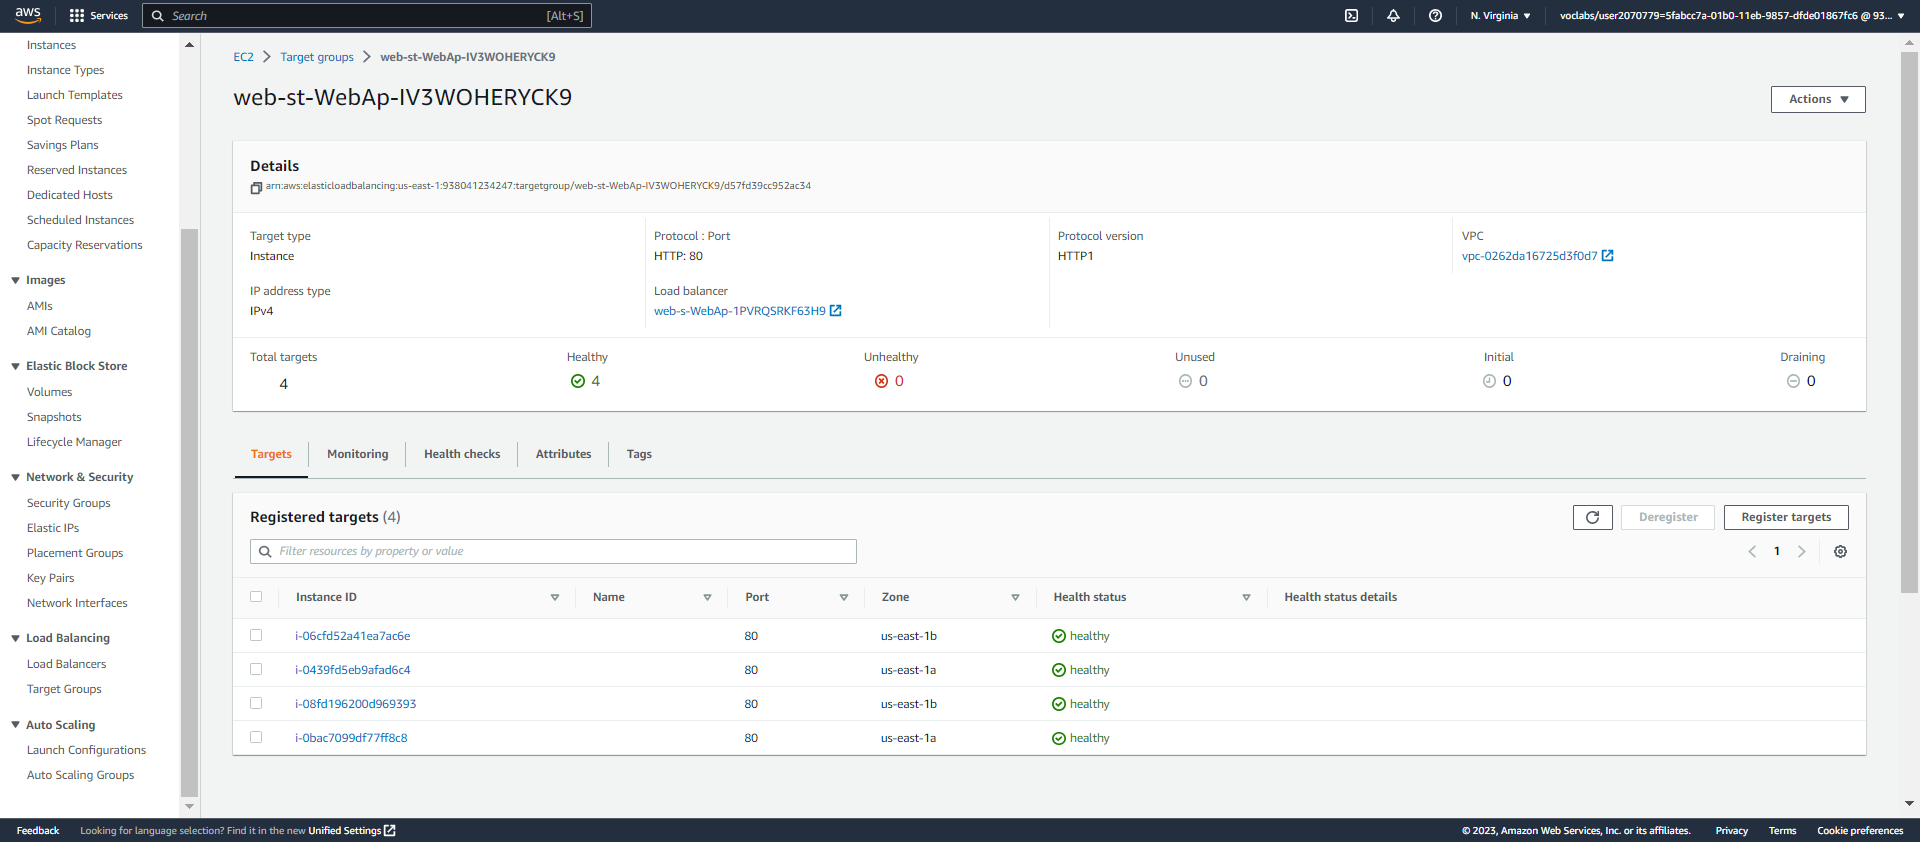 aws Services Search [Alt+S] N. Virginia voclabs/user2070779=5fabcc7a-01b0-11eb-9857-dfde01867fc6 @ 93...
Instances
Instance Types
Launch Templates
Spot Requests
Savings Plans
Reserved Instances
Dedicated Hosts
Scheduled Instances
Capacity Reservations
Images
AMIs
AMI Catalog
Elastic Block Store
Volumes
Snapshots
Lifecycle Manager
Network & Security
Security Groups
Elastic IPs
Placement Groups
Key Pairs
Network Interfaces
Load Balancing
Load Balancers
Target Groups
Auto Scaling
Launch Configurations
Auto Scaling Groups
EC2 Target groups web-st-WebAp-IV3WOHERYCK9
web-st-WebAp-IV3WOHERYCK9
Actions
Details
arn:aws:elasticloadbalancing:us-east-1:938041234247:targetgroup/web-st-WebAp-IV3WOHERYCK9/d57fd39cc952ac34
Target type Protocol : Port Protocol version VPC
Instance HTTP: 80 HTTP1 vpc-0262da16725d3f0d7
IP address type Load balancer
IPv4 web-s-WebAp-1PVRQSRKF63H9
Total targets Healthy Unhealthy Unused Initial Draining
4 4 0 0 0 0
Targets Monitoring Health checks Attributes Tags
Registered targets (4) Deregister Register targets
Filter resources by property or value 1
Instance ID Name Port Zone Health status Health status details
i-06cfd52a41ea7ac6e 80 us-east-1b healthy
i-0439fd5eb9afad6c4 80 us-east-1a healthy
i-08fd196200d969393 80 us-east-1b healthy
i-0bac7099df77ff8c8 80 us-east-1a healthy
Feedback Looking for language selection? Find it in the new Unified Settings © 2023, Amazon Web Services, Inc. or its affiliates. Privacy Terms Cookie preferences